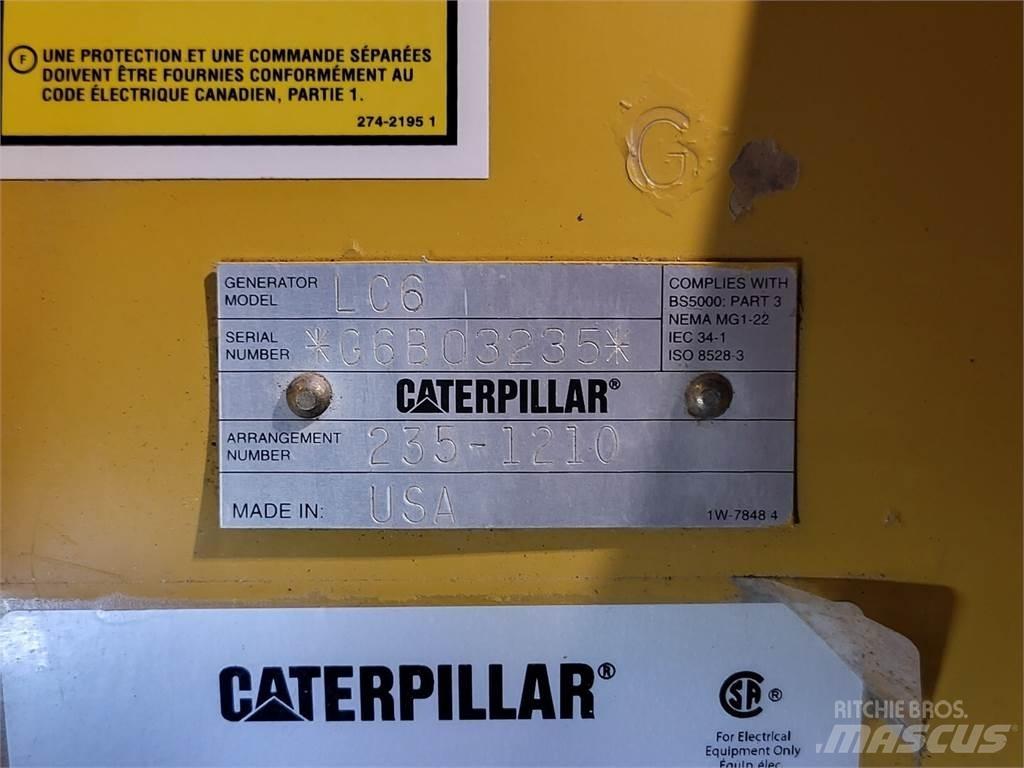 F UNE PROTECTION ET UNE COMMANDE SÉPARÉES
DOIVENT ÊTRE FOURNIES CONFORMÉMENT AU
CODE ÉLECTRIQUE CANADIEN, PARTIE 1.
274-2195 1
G
GENERATOR
MODEL LC6
SERIAL
NUMBER *G6B03235*
COMPLIES WITH
BS5000: PART 3
NEMA MG1-22
IEC 34-1
ISO 8528-3
CATERPILLAR®
ARRANGEMENT
NUMBER 235-1210
MADE IN: USA
1W-7848 4
CATERPILLAR®
SA ®
For Electrical
Equipment Only
Équip élec.
RITCHIE BROS.
MASCUS